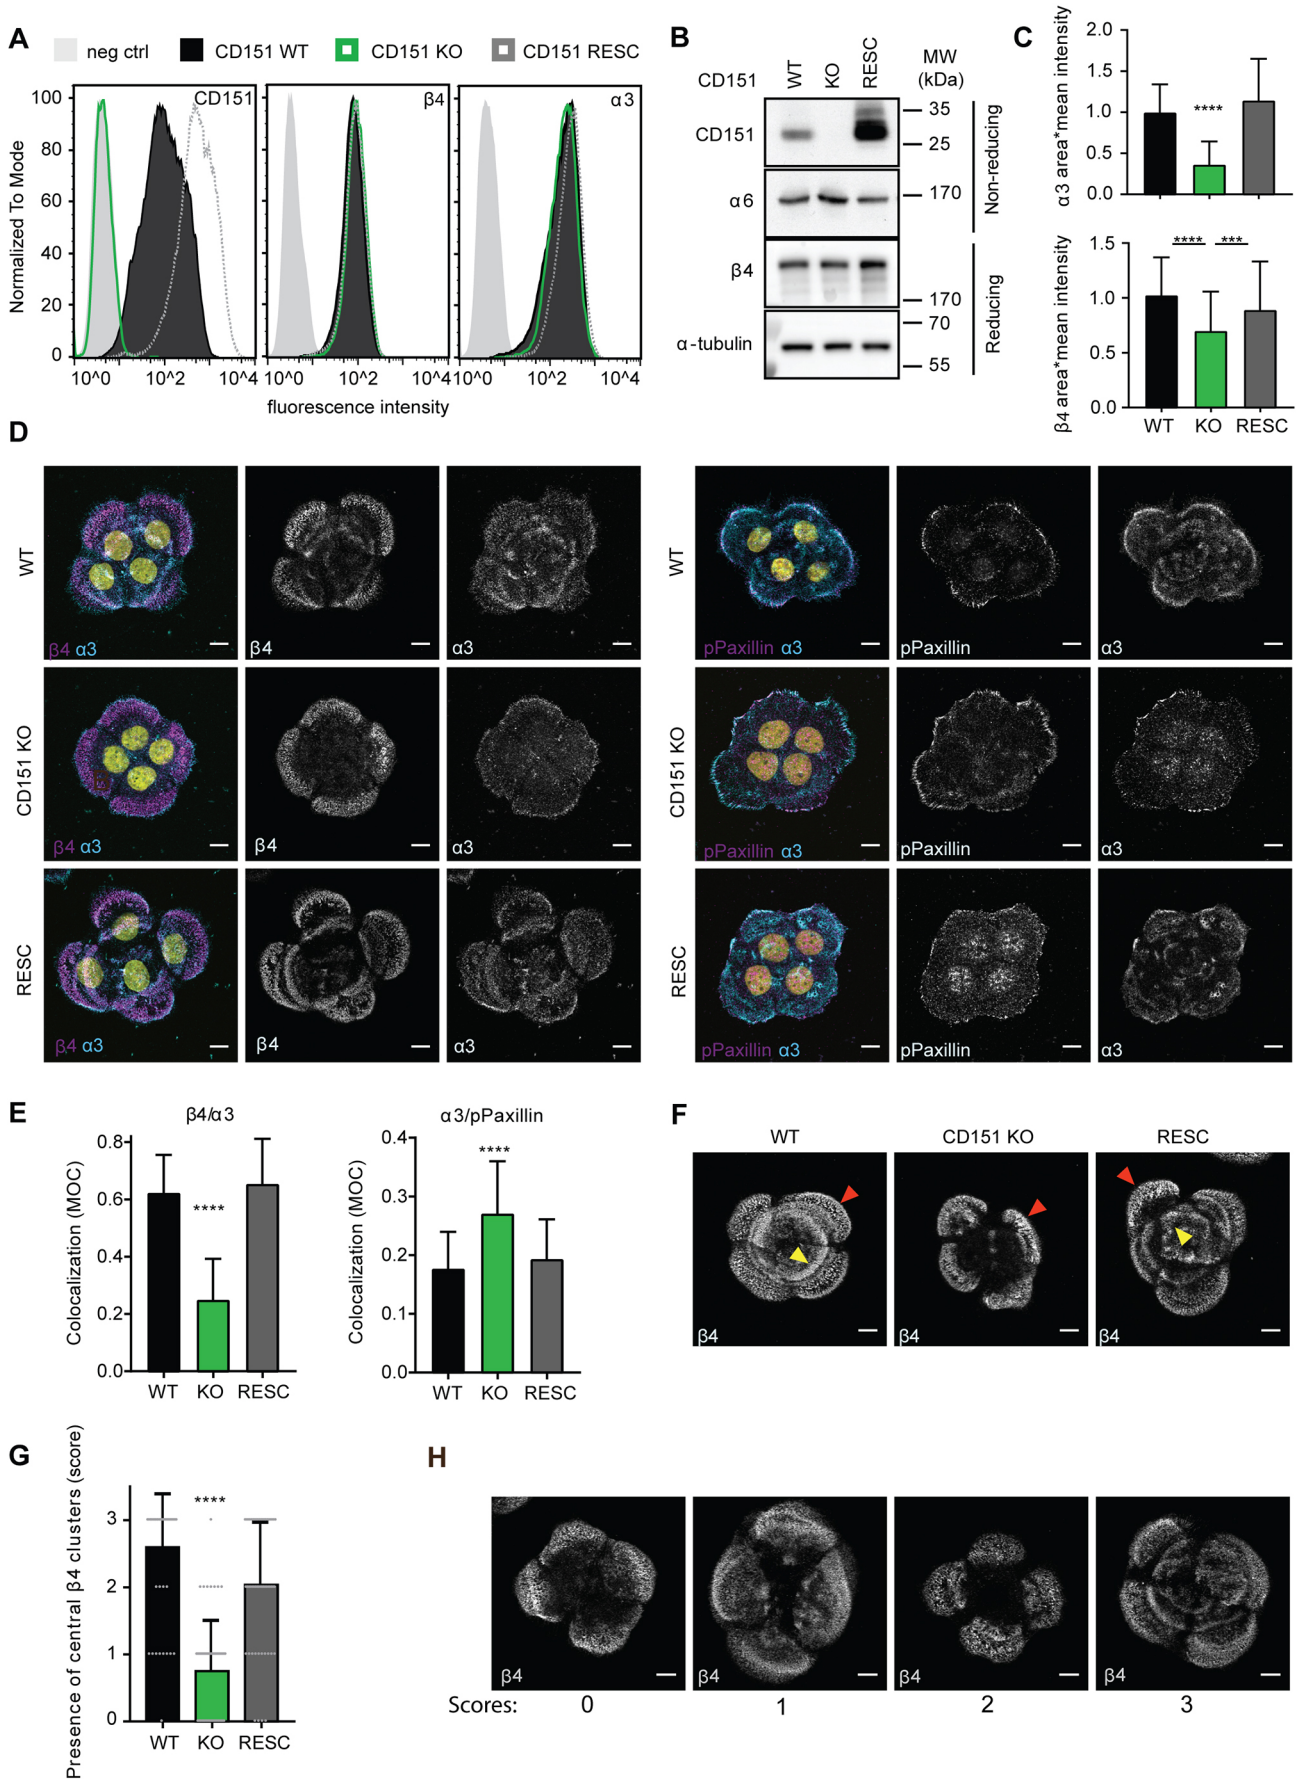 A
neg ctrl
CD151 WT
CD151 KO
CD151 RESC
CD151
β4
α3
Normalized To Mode
100
80
60
40
20
0
10^0 10^2 10^4
10^0 10^2 10^4
10^0 10^2 10^4
fluorescence intensity
B
CD151
WT
KO
RESC
MW
(kDa)
CD151
35
25
α6
170
Non-reducing
β4
170
α-tubulin
70
55
Reducing
C
α3 area*mean intensity
2.0
1.5
1.0
0.5
0.0
****
β4 area*mean intensity
1.5
1.0
0.5
0.0
**** ***
WT KO RESC
D
WT
β4 α3
β4
α3
WT
pPaxillin α3
pPaxillin
α3
CD151 KO
β4 α3
β4
α3
CD151 KO
pPaxillin α3
pPaxillin
α3
RESC
β4 α3
β4
α3
RESC
pPaxillin α3
pPaxillin
α3
E
β4/α3
Colocalization (MOC)
0.8
0.6
0.4
0.2
0.0
****
WT KO RESC
α3/pPaxillin
Colocalization (MOC)
0.4
0.3
0.2
0.1
0.0
****
WT KO RESC
F
WT
CD151 KO
RESC
β4
β4
β4
G
Presence of central β4 clusters (score)
3
2
1
0
****
WT KO RESC
H
β4
β4
β4
β4
Scores: 0 1 2 3